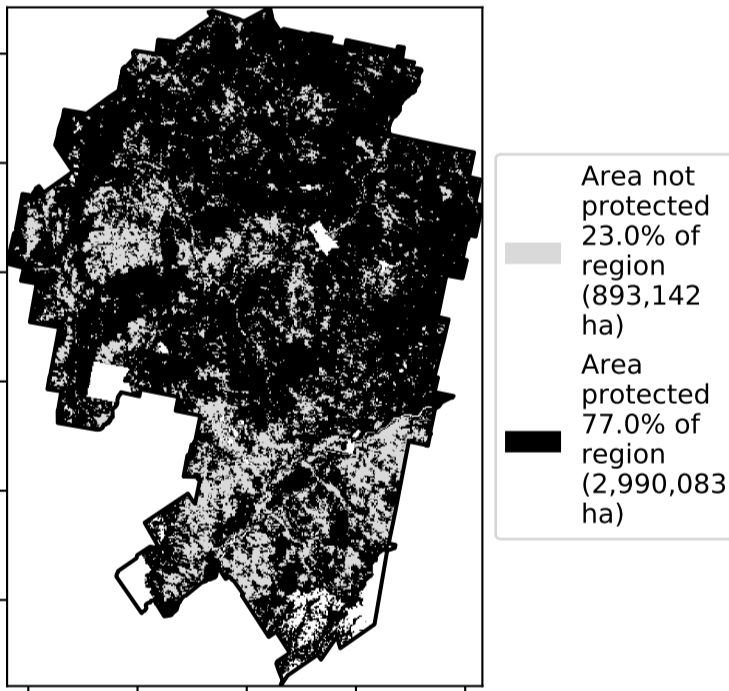 Area not
protected
23.0% of
region
(893,142
ha)
Area
protected
77.0% of
region
(2,990,083
ha)